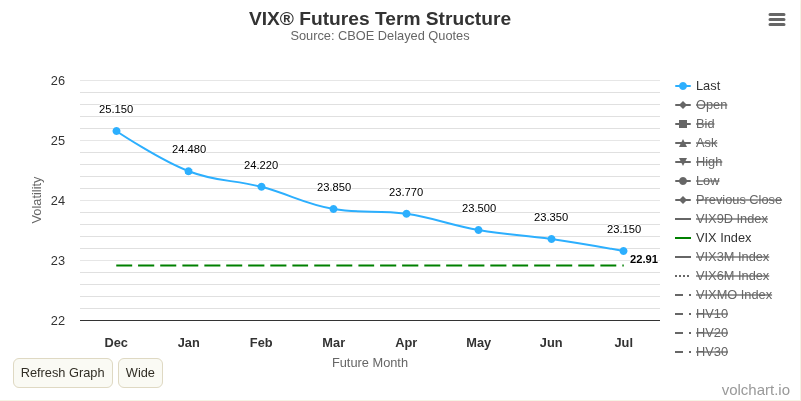 VIX® Futures Term Structure
Source: CBOE Delayed Quotes
26
25
24
23
22
Volatility
25.150
24.480
24.220
23.850
23.770
23.500
23.350
23.150
22.91
Dec Jan Feb Mar Apr May Jun Jul
Future Month
Last
Open
Bid
Ask
High
Low
Previous Close
VIX9D Index
VIX Index
VIX3M Index
VIX6M Index
VIXMO Index
HV10
HV20
HV30
Refresh Graph Wide
volchart.io